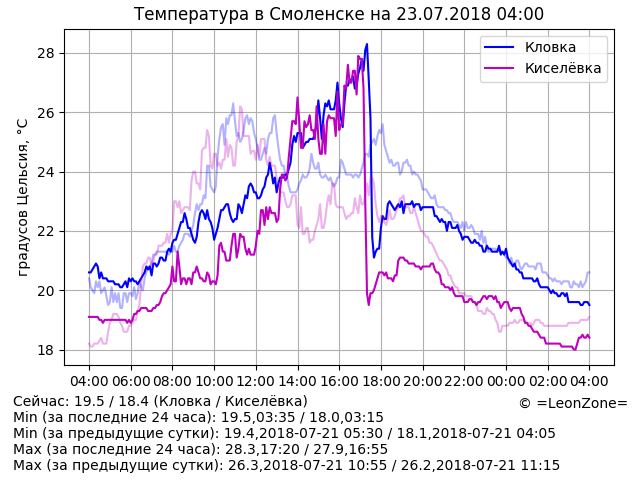 Температура в Смоленске на 23.07.2018 04:00
градусов Цельсия, °C
28
26
24
22
20
18
Кловка
Киселёвка
04:00 06:00 08:00 10:00 12:00 14:00 16:00 18:00 20:00 22:00 00:00 02:00 04:00
Сейчас: 19.5 / 18.4 (Кловка / Киселёвка)
© =LeonZone=
Min (за последние 24 часа): 19.5,03:35 / 18.0,03:15
Min (за предыдущие сутки): 19.4,2018-07-21 05:30 / 18.1,2018-07-21 04:05
Max (за последние 24 часа): 28.3,17:20 / 27.9,16:55
Max (за предыдущие сутки): 26.3,2018-07-21 10:55 / 26.2,2018-07-21 11:15